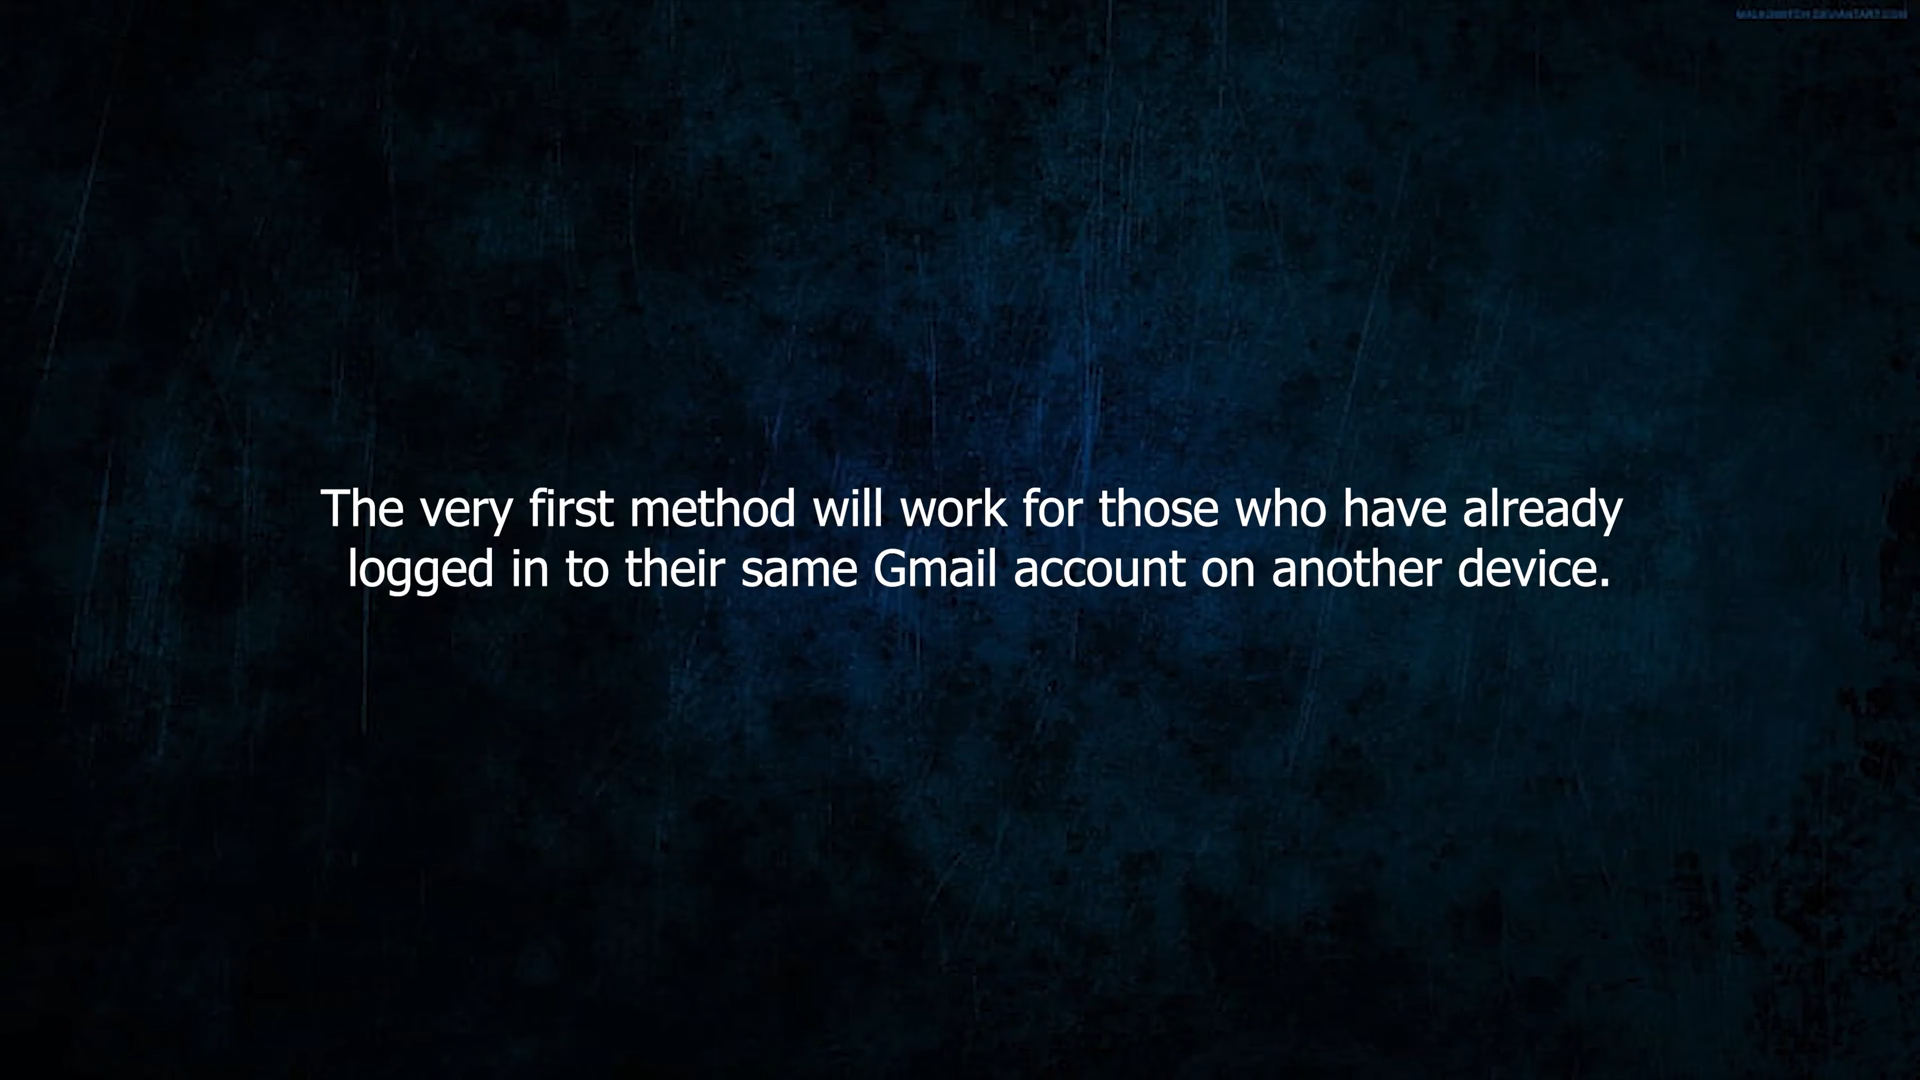 The very first method will work for those who have already
logged in to their same Gmail account on another device.